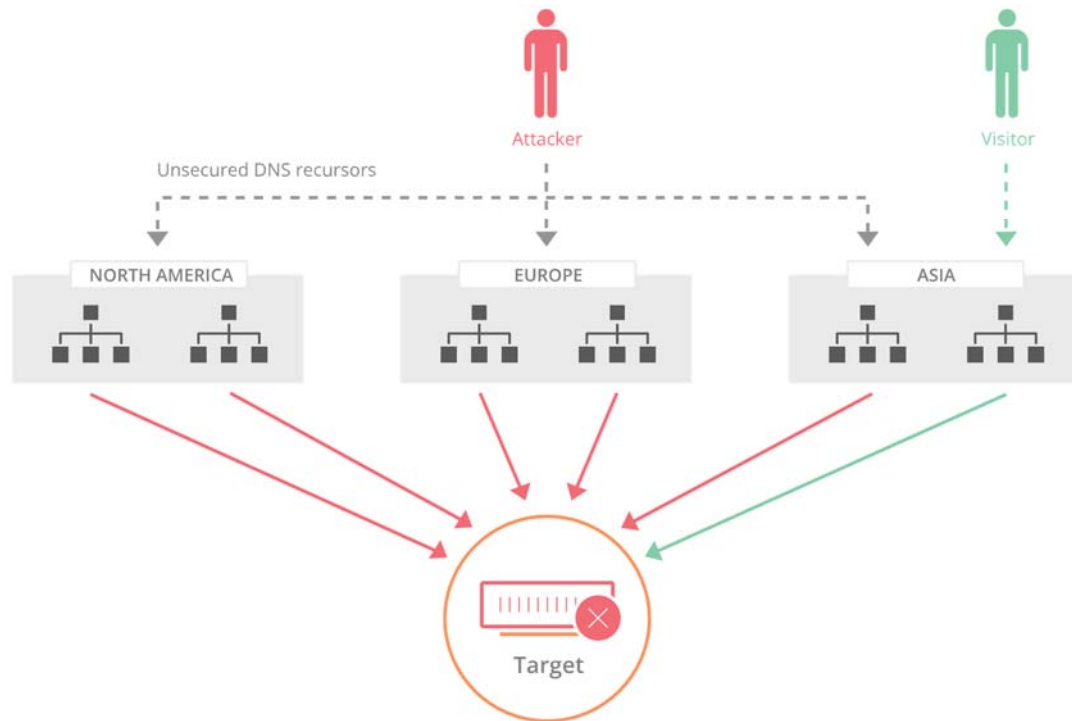 Attacker
Visitor
Unsecured DNS recursors
NORTH AMERICA
EUROPE
ASIA
Target